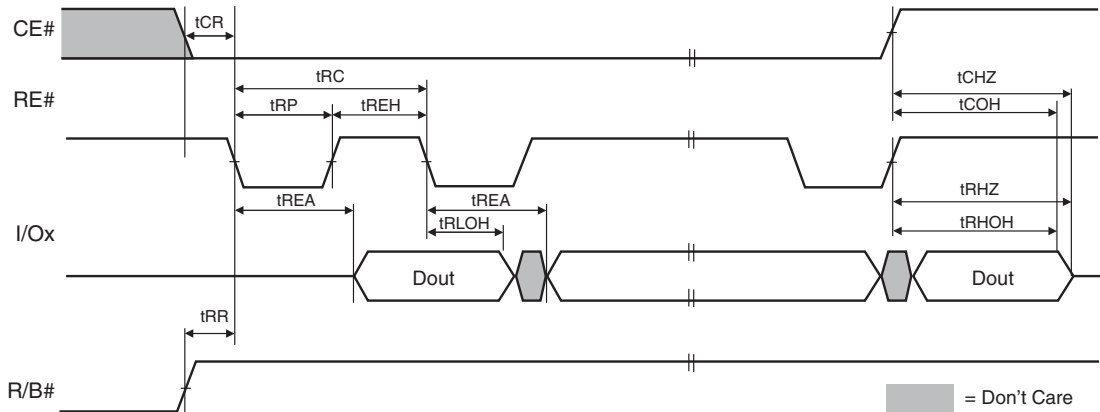 CE#
tCR
tRC
tCHZ
RE#
tCOH
tRP
tREH
tREA
tREA
tRHZ
tRLOH
tRHOH
I/Ox
Dout
Dout
tRR
R/B#
= Don't Care